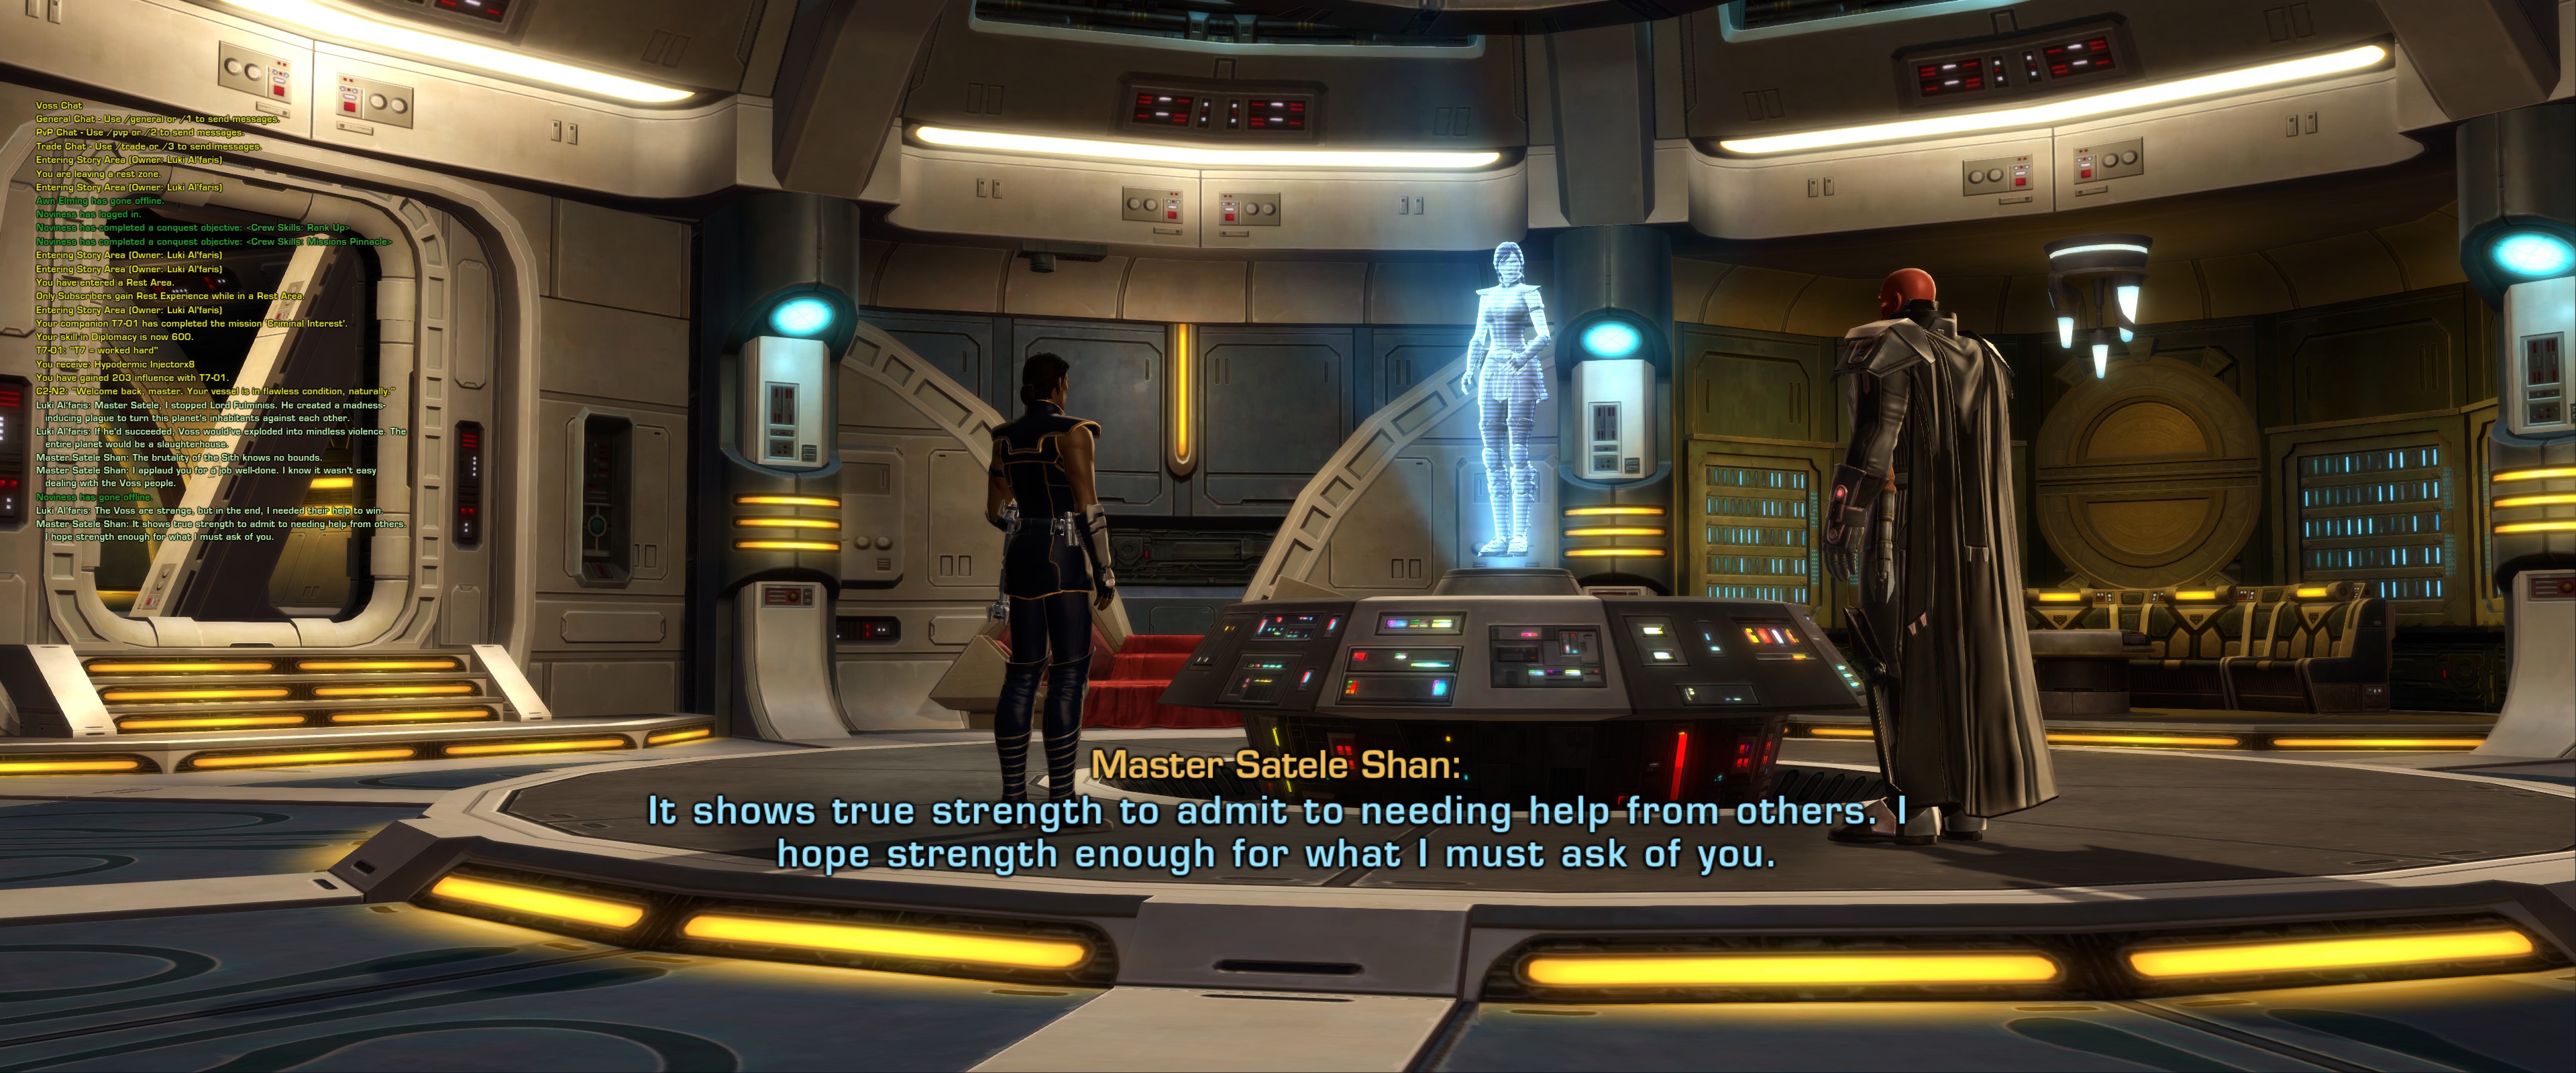 Voss Chat
General Chat - Use /general or /1 to send messages.
PvP Chat - Use /pvp or /2 to send messages.
Trade Chat - Use /trade or /3 to send messages.
Entering Story Area (Owner: Luki Al'faris)
You are leaving a rest zone.
Entering Story Area (Owner: Luki Al'faris)
Awn Elming has gone offline.
Noviness has logged in.
Noviness has completed a conquest objective: <Crew Skills: Rank Up>
Noviness has completed a conquest objective: <Crew Skills: Missions Pinnacle>
Entering Story Area (Owner: Luki Al'faris)
Entering Story Area (Owner: Luki Al'faris)
You have entered a Rest Area.
Only Subscribers gain Rest Experience while in a Rest Area.
Entering Story Area (Owner: Luki Al'faris)
Your companion T7-01 has completed the mission 'Criminal Interest'.
Your skill in Diplomacy is now 600.
T7-01: "T7 = worked hard"
You receive: Hypodermic Injectorx8
You have gained 203 influence with T7-01.
C2-N2: "Welcome back, master. Your vessel is in flawless condition, naturally."
Luki Al'faris: Master Satele, I stopped Lord Fulminiss. He created a madness-
inducing plague to turn this planet's inhabitants against each other.
Luki Al'faris: If he'd succeeded, Voss would've exploded into mindless violence. The
entire planet would be a slaughterhouse.
Master Satele Shan: The brutality of the Sith knows no bounds.
Master Satele Shan: I applaud you for a job well-done. I know it wasn't easy
dealing with the Voss people.
Noviness has gone offline.
Luki Al'faris: The Voss are strange, but in the end, I needed their help to win.
Master Satele Shan: It shows true strength to admit to needing help from others.
I hope strength enough for what I must ask of you.
Master Satele Shan:
It shows true strength to admit to needing help from others. I
hope strength enough for what I must ask of you.